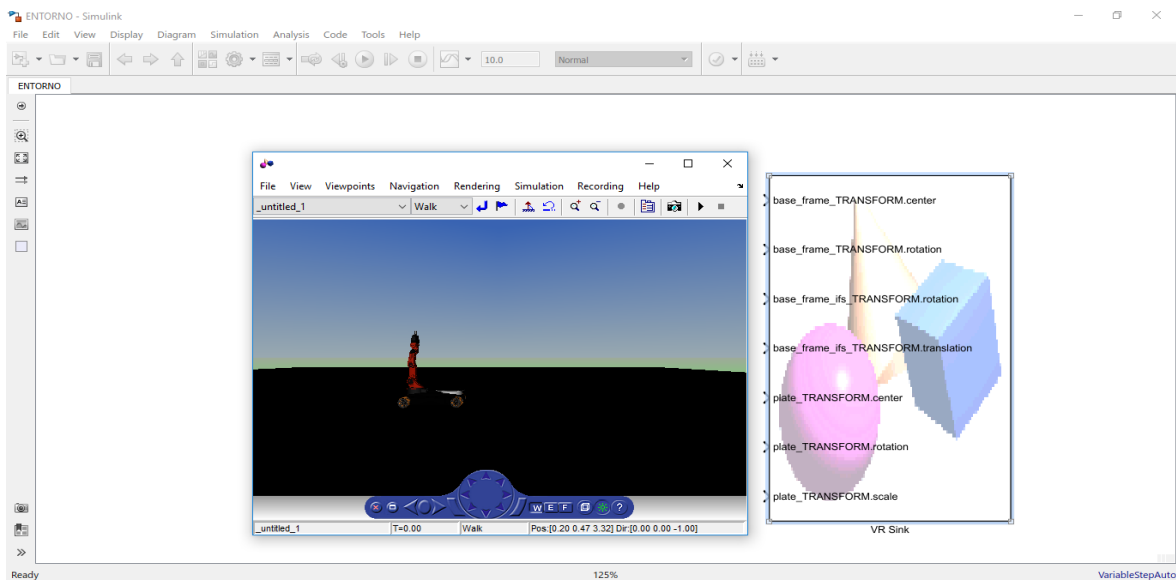 ENTORNO - Simulink
File Edit View Display Diagram Simulation Analysis Code Tools Help
10.0 Normal
ENTORNO
File View Viewpoints Navigation Rendering Simulation Recording Help
_untitled_1 Walk
W E F ?
_untitled_1 T=0.00 Walk Pos:[0.20 0.47 3.32] Dir:[0.00 0.00 -1.00]
base_frame_TRANSFORM.center
base_frame_TRANSFORM.rotation
base_frame_ifs_TRANSFORM.rotation
base_frame_ifs_TRANSFORM.translation
plate_TRANSFORM.center
plate_TRANSFORM.rotation
plate_TRANSFORM.scale
VR Sink
Ready 125% VariableStepAuto